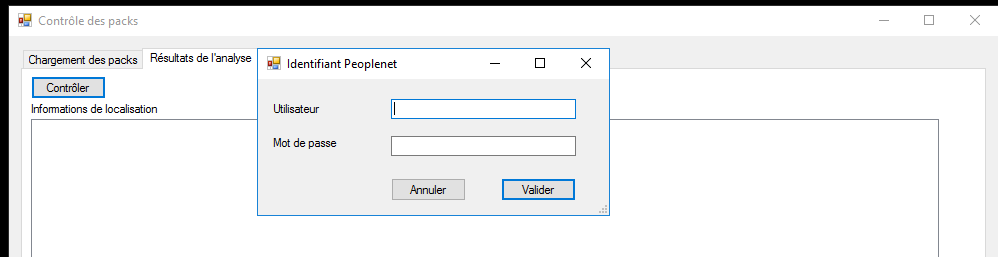 Contrôle des packs
Chargement des packs
Résultats de l'analyse
Identifiant Peoplenet
Contrôler
Informations de localisation
Utilisateur
Mot de passe
Annuler
Valider